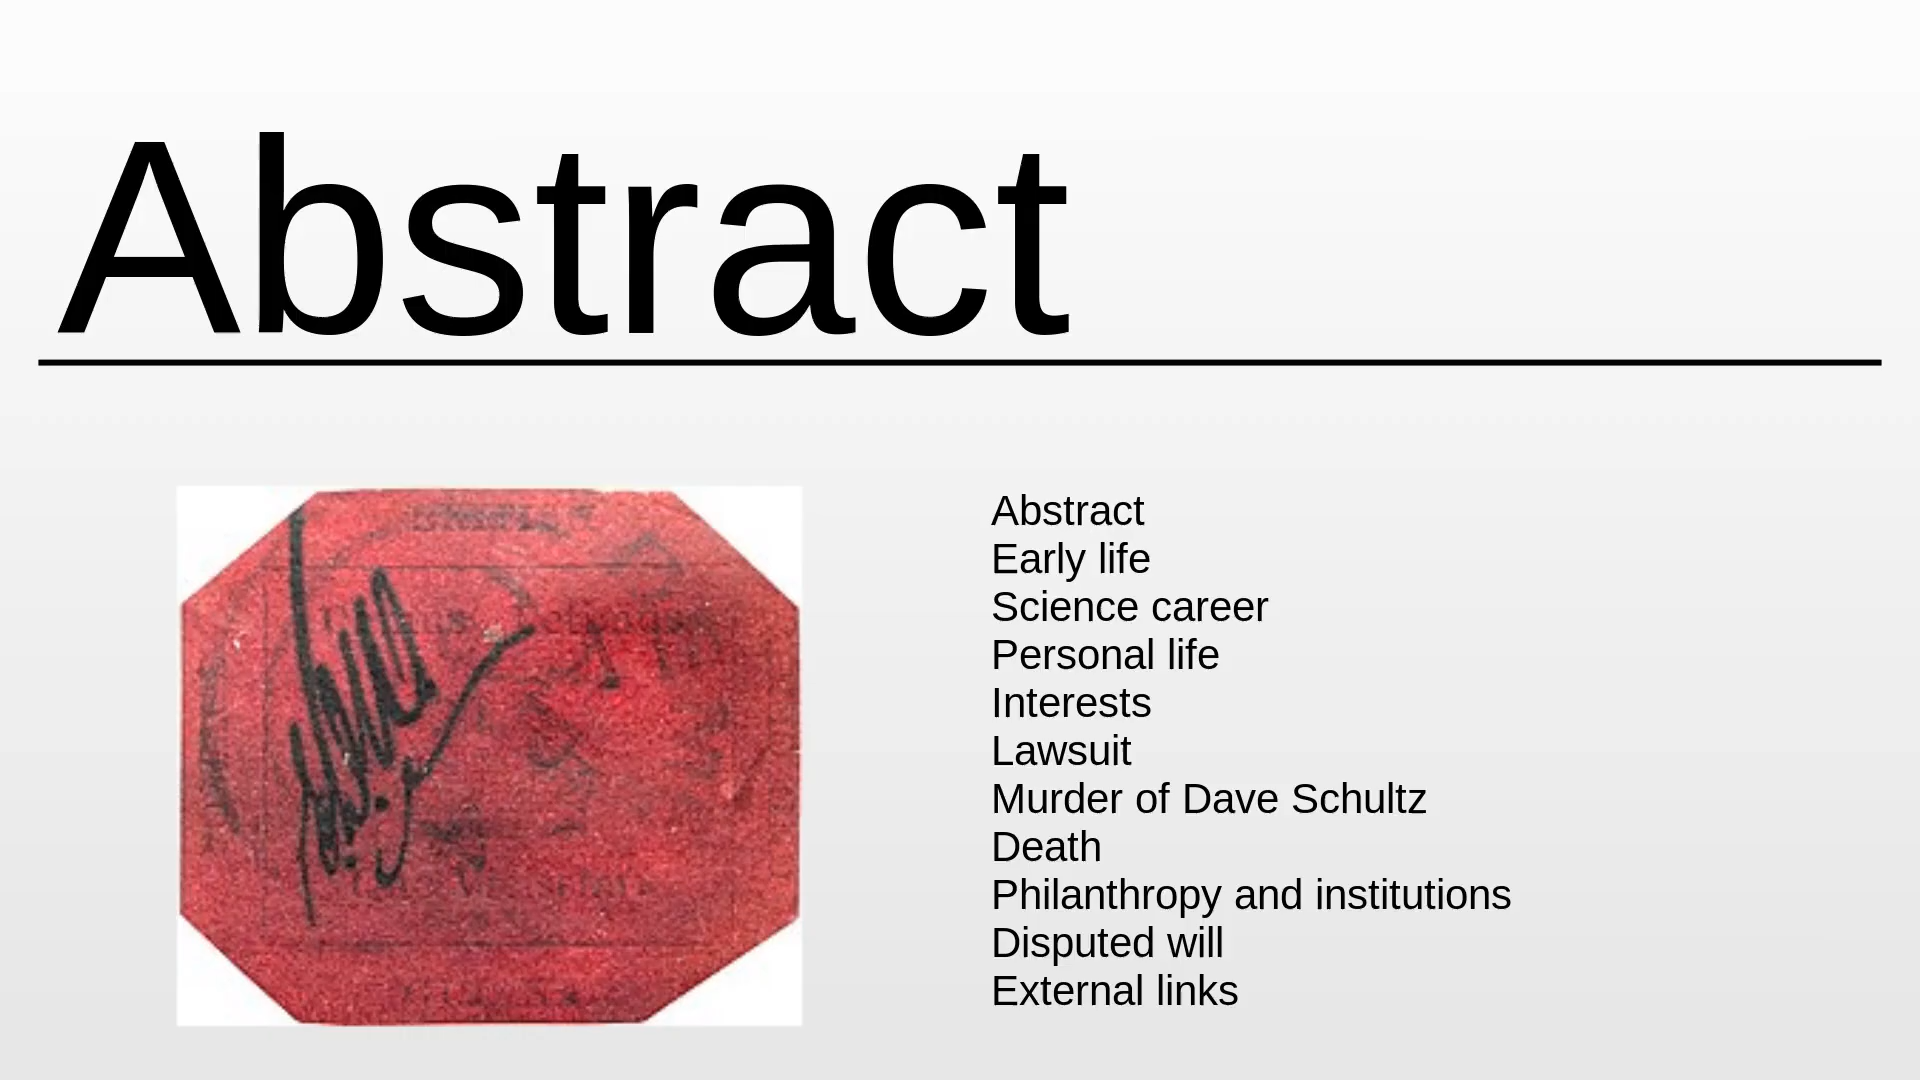 Abstract
Abstract
Early life
Science career
Personal life
Interests
Lawsuit
Murder of Dave Schultz
Death
Philanthropy and institutions
Disputed will
External links